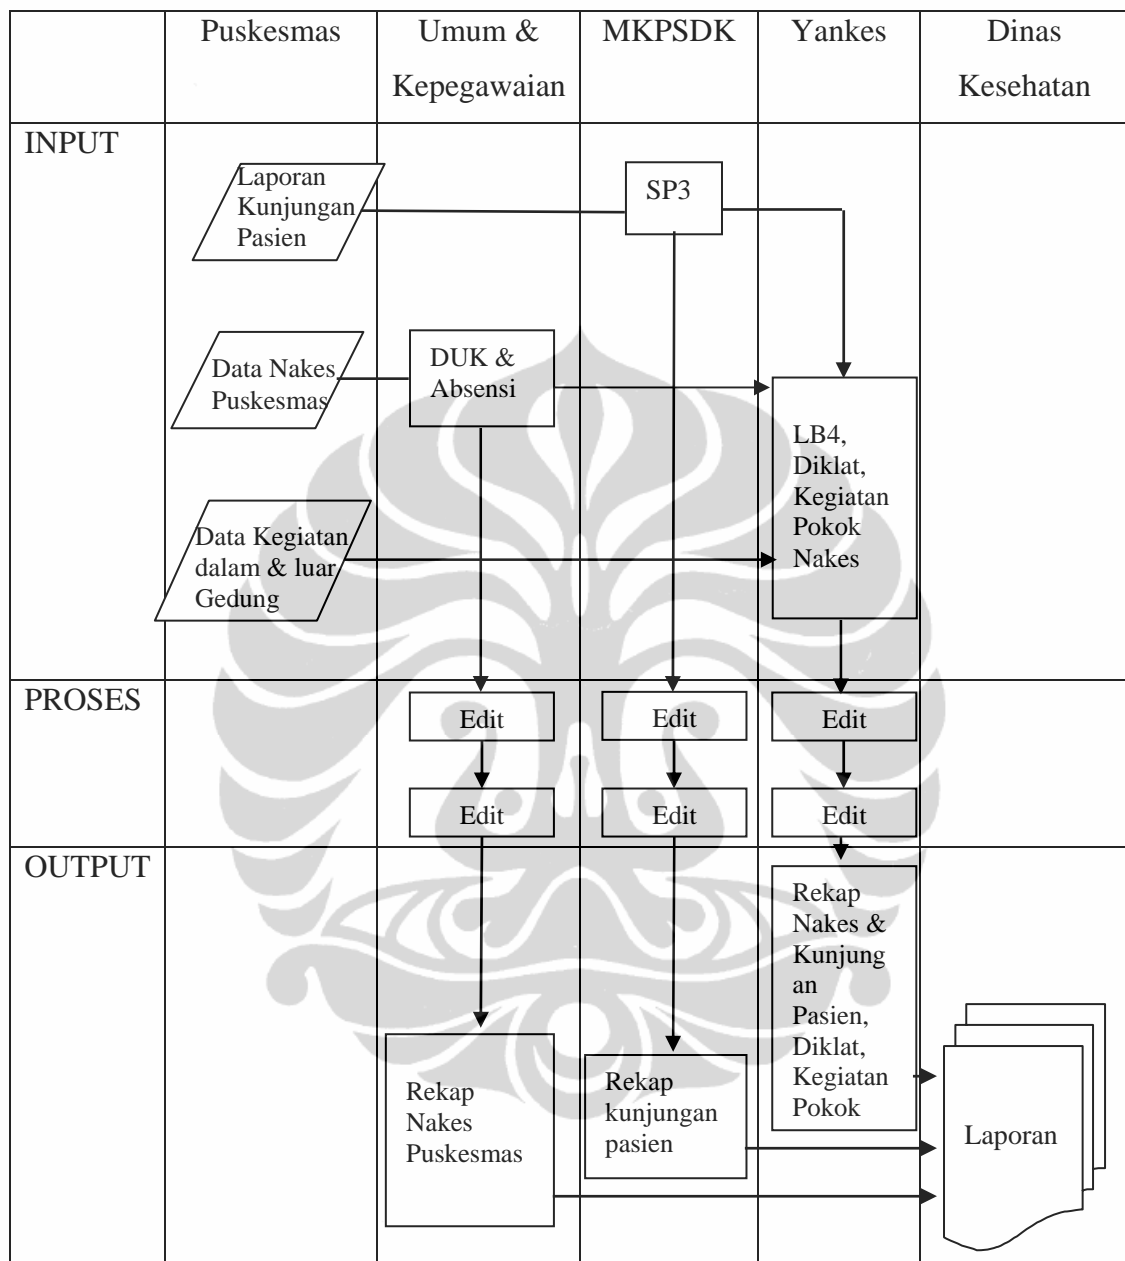 Puskesmas
Umum &
Kepegawaian
MKPSDK
Yankes
Dinas
Kesehatan
INPUT
Laporan
Kunjungan
Pasien
SP3
Data Nakes
Puskesmas
DUK &
Absensi
LB4,
Diklat,
Kegiatan
Pokok
Nakes
Data Kegiatan
dalam & luar
Gedung
PROSES
Edit
Edit
Edit
Edit
Edit
Edit
OUTPUT
Rekap
Nakes
Puskesmas
Rekap
kunjungan
pasien
Rekap
Nakes &
Kunjung
an
Pasien,
Diklat,
Kegiatan
Pokok
Laporan